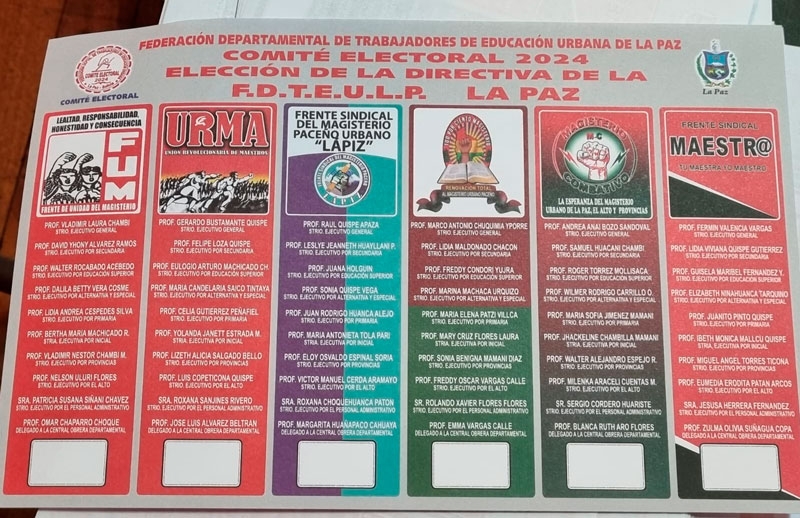 FEDERACIÓN DEPARTAMENTAL DE TRABAJADORES DE EDUCACIÓN URBANA DE LA PAZ
COMITÉ ELECTORAL 2024
ELECCIÓN DE LA DIRECTIVA DE LA
F.D.T.E.U.L.P. LA PAZ
COMITÉ ELECTORAL
2024
COMITÉ ELECTORAL
La Paz
LEALTAD, RESPONSABILIDAD,
HONESTIDAD Y CONSECUENCIA
FUM
FRENTE DE UNIDAD DEL MAGISTERIO
PROF. VLADIMIR LAURA CHAMBI
STRIO. EJECUTIVO GENERAL
PROF. DAVID YHONY ALVAREZ RAMOS
STRIO. EJECUTIVO POR SECUNDARIA
PROF. WALTER ROCABADO ACEBEDO
STRIO. EJECUTIVO POR EDUCACION SUPERIOR
PROF. DALILA BETTY VERA COSME
STRIO. EJECUTIVO POR ALTERNATIVA Y ESPECIAL
PROF. LIDIA ANDREA CESPEDES SILVA
STRIO. EJECUTIVO POR PRIMARIA
PROF. BERTHA MARIA MACHICADO R.
STRIO. EJECUTIVO POR INICIAL
PROF. VLADIMIR NESTOR CHAMBI M.
STRIO. EJECUTIVO POR PROVINCIAS
PROF. NELSON ULURI FLORES
STRIO. EJECUTIVO POR EL ALTO
SRA. PATRICIA SUSANA SIÑANI CHAVEZ
STRIO. EJECUTIVO POR EL PERSONAL ADMINISTRATIVO
PROF. OMAR CHAPARRO CHOQUE
DELEGADO A LA CENTRAL OBRERA DEPARTAMENTAL
URMA
UNION REVOLUCIONARIA DE MAESTROS
PROF. GERARDO BUSTAMANTE QUISPE
STRIO. EJECUTIVO GENERAL
PROF. FELIPE LOZA QUISPE
STRIO. EJECUTIVO POR SECUNDARIA
PROF. EULOGIO ARTURO MACHICADO CH.
STRIO. EJECUTIVO POR EDUCACION SUPERIOR
PROF. MARIA CANDELARIA SAICO TINTAYA
STRIO. EJECUTIVO POR ALTERNATIVA Y ESPECIAL
PROF. CELIA GUTIERREZ PEÑAFIEL
STRIO. EJECUTIVO POR PRIMARIA
PROF. YOLANDA JANETT ESTRADA M.
STRIO. EJECUTIVA POR INICIAL
PROF. LIZETH ALICIA SALGADO BELLO
STRIO. EJECUTIVO POR PROVINCIAS
PROF. LUIS COPETICONA QUISPE
STRIO. EJECUTIVO POR EL ALTO
SRA. ROXANA SANJINES RIVERO
STRIO. EJECUTIVO POR EL PERSONAL ADMINISTRATIVO
PROF. JOSE LUIS ALVAREZ BELTRAN
DELEGADO A LA CENTRAL OBRERA DEPARTAMENTAL
FRENTE SINDICAL
DEL MAGISTERIO
PACEÑO URBANO
"LÁPIZ"
LAPIZ
PROF. RAUL QUISPE APAZA
STRIO. EJECUTIVO GENERAL
PROF. LESLYE JEANNETH HUAYLLANI P.
STRIO. EJECUTIVO POR SECUNDARIA
PROF. JUANA HOLGUIN
STRIO. EJECUTIVO POR EDUCACION SUPERIOR
PROF. SONIA QUISPE VEGA
STRIO. EJECUTIVO POR ALTERNATIVA Y ESPECIAL
PROF. JUAN RODRIGO HUANCA ALEJO
STRIO. EJECUTIVO POR PRIMARIA
PROF. MARIA ANTONIETA TOLA PARI
STRIO. EJECUTIVA POR INICIAL
PROF. ELOY OSVALDO ESPINAL SORIA
STRIO. EJECUTIVO POR PROVINCIAS
PROF. VICTOR MANUEL CERDA ARAMAYO
STRIO. EJECUTIVO POR EL ALTO
SRA. ROXANA CHOQUEHUANCA PATON
STRIO. EJECUTIVO POR EL PERSONAL ADMINISTRATIVO
PROF. MARGARITA HUAÑAPACO CAHUAYA
DELEGADO A LA CENTRAL OBRERA DEPARTAMENTAL
RENOVACION TOTAL
AL MAGISTERIO URBANO PACEÑO
PROF. MARCO ANTONIO CHUQUIMIA YPORRE
STRIO. EJECUTIVO GENERAL
PROF. LIDIA MALDONADO CHACON
STRIO. EJECUTIVO POR SECUNDARIA
PROF. FREDDY CONDORI YUJRA
STRIO. EJECUTIVO POR EDUCACION SUPERIOR
PROF. MARINA MACHACA URQUIZO
STRIO. EJECUTIVO POR ALTERNATIVA Y ESPECIAL
PROF. MARIA ELENA PATZI VILLCA
STRIO. EJECUTIVO POR PRIMARIA
PROF. MARY CRUZ FLORES LAURA
STRIO. EJECUTIVO POR INICIAL
PROF. SONIA BENIGNA MAMANI DIAZ
STRIO. EJECUTIVO POR PROVINCIAS
PROF. FREDDY OSCAR VARGAS CALLE
STRIO. EJECUTIVO POR EL ALTO
SR. ROLANDO XAVIER FLORES FLORES
STRIO. EJECUTIVO POR EL PERSONAL ADMINISTRATIVO
PROF. EMMA VARGAS CALLE
DELEGADO A LA CENTRAL OBRERA DEPARTAMENTAL
MAGISTERIO
M C
COMBATIVO
LA ESPERANZA DEL MAGISTERIO
URBANO DE LA PAZ, EL ALTO Y PROVINCIAS
PROF. ANDREA ANAI BOZO SANDOVAL
STRIO. EJECUTIVO GENERAL
PROF. SAMUEL HUACANI CHAMBI
STRIO. EJECUTIVO POR SECUNDARIA
PROF. ROGER TORREZ MOLLISACA
STRIO. EJECUTIVO POR EDUCACION SUPERIOR
PROF. WILMER RODRIGO CARRILLO O.
STRIO. EJECUTIVO POR ALTERNATIVA Y ESPECIAL
PROF. MARIA SOFIA JIMENEZ MAMANI
STRIO. EJECUTIVO POR PRIMARIA
PROF. JHACKELINE CHAMBILLA MAMANI
STRIO. EJECUTIVO POR INICIAL
PROF. WALTER ALEJANDRO ESPEJO R.
STRIO. EJECUTIVO POR PROVINCIAS
PROF. MILENKA ARACELI CUENTAS M.
STRIO. EJECUTIVO POR EL ALTO
SR. SERGIO CORDERO HUARISTE
STRIO. EJECUTIVO POR EL PERSONAL ADMINISTRATIVO
PROF. BLANCA RUTH ARO FLORES
DELEGADO A LA CENTRAL OBRERA DEPARTAMENTAL
FRENTE SINDICAL
MAESTR@
TU MAESTRA YO MAESTRO
PROF. FERMIN VALENCIA VARGAS
STRIO. EJECUTIVO GENERAL
PROF. LIDIA VIVIANA QUISPE GUTIERREZ
STRIO. EJECUTIVO POR SECUNDARIA
PROF. GUISELA MARIBEL FERNANDEZ Y.
STRIO. EJECUTIVO POR EDUCACION SUPERIOR
PROF. ELIZABETH NINAHUANCA TARQUINO
STRIO. EJECUTIVO POR ALTERNATIVA Y ESPECIAL
PROF. JUANITO PINTO QUISPE
STRIO. EJECUTIVO POR PRIMARIA
PROF. IBETH MONICA MALLCU QUISPE
STRIO. EJECUTIVO POR INICIAL
PROF. MIGUEL ANGEL TORRES TICONA
STRIO. EJECUTIVO POR PROVINCIAS
PROF. EUMEDIA ERODITA PATAN ARCOS
STRIO. EJECUTIVO POR EL ALTO
SRA. JESUSA HERRERA FERNANDEZ
STRIO. EJECUTIVO POR EL PERSONAL ADMINISTRATIVO
PROF. ZULMA OLIVIA SUÑAGUA COPA
DELEGADO A LA CENTRAL OBRERA DEPARTAMENTAL